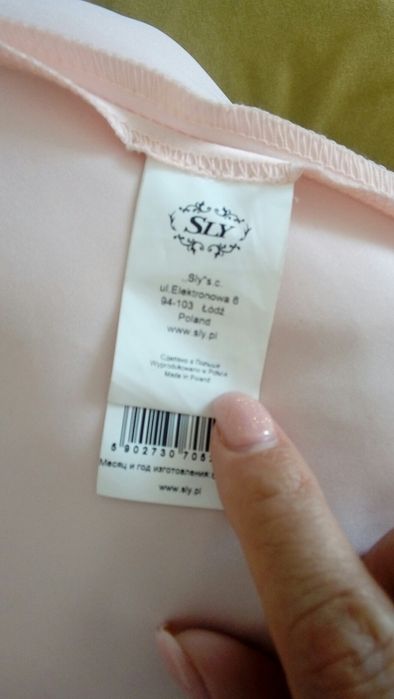 SLY
„Sly"s.c.
ul.Elektronowa 6
94-103 Łódź
Poland
www.sly.pl
Сделано в Польше
Wyprodukowano w Polsce
Made in Poland
5 902730 705
Месяц и год изготовления:
www.sly.pl